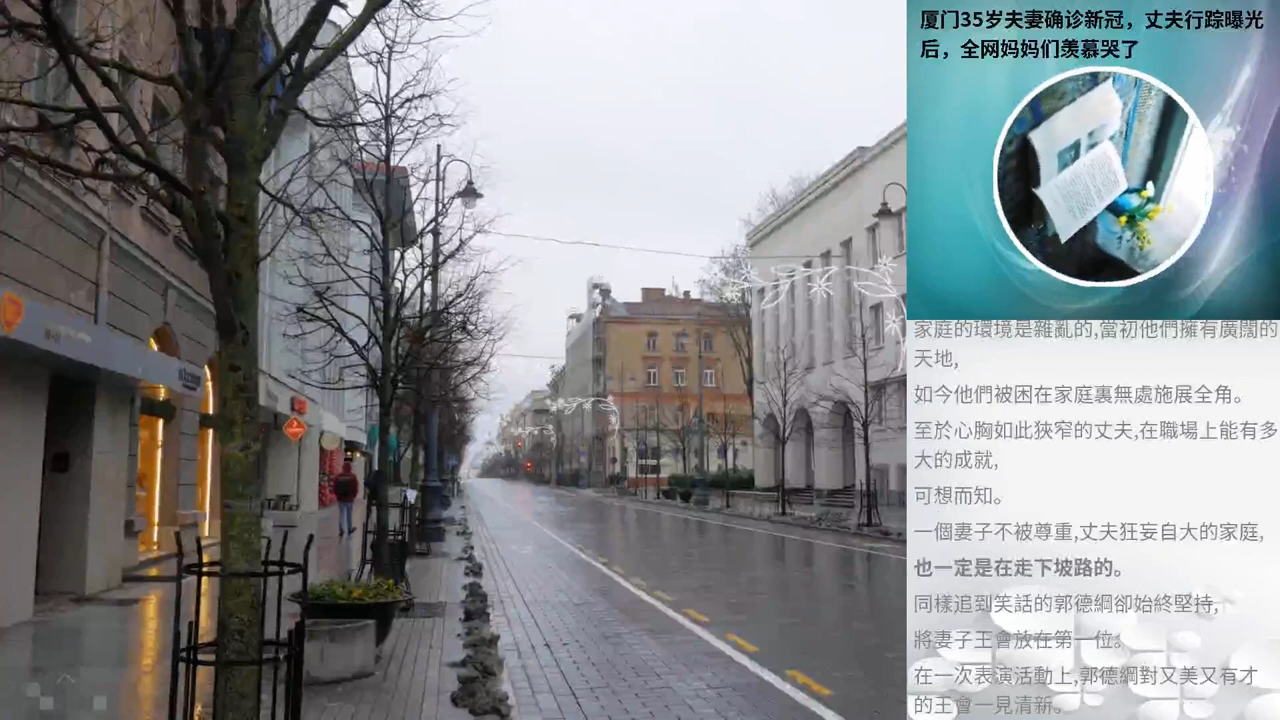 厦门35岁夫妻确诊新冠，丈夫行踪曝光
后，全网妈妈们羡慕哭了
家庭的環境是雜亂的,當初他們擁有廣闊的
天地,
如今他們被困在家庭裏無處施展全角。
至於心胸如此狹窄的丈夫,在職場上能有多
大的成就,
可想而知。
一個妻子不被尊重,丈夫狂妄自大的家庭,
也一定是在走下坡路的。
同樣追到笑話的郭德綱卻始終堅持,
將妻子王會放在第一位。
在一次表演活動上,郭德綱對又美又有才
的王會一見清新。